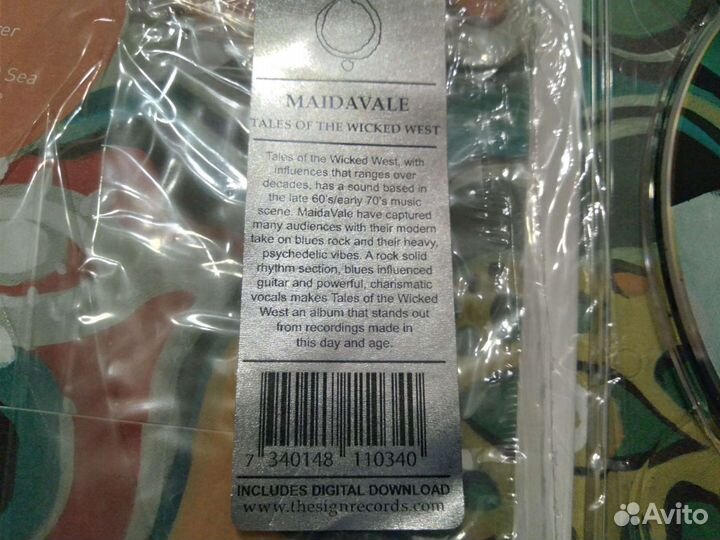 Sea
MAIDAVALE
TALES OF THE WICKED WEST
Tales of the Wicked West, with
influences that ranges over
decades, has a sound based in
the late 60's/early 70's music
scene. MaidaVale have captured
many audiences with their modern
take on blues rock and their heavy,
psychedelic vibes. A rock solid
rhythm section, blues influenced
guitar and powerful, charismatic
vocals makes Tales of the Wicked
West an album that stands out
from recordings made in
this day and age.
7 340148 110340
INCLUDES DIGITAL DOWNLOAD
www.thesignrecords.com
Avito